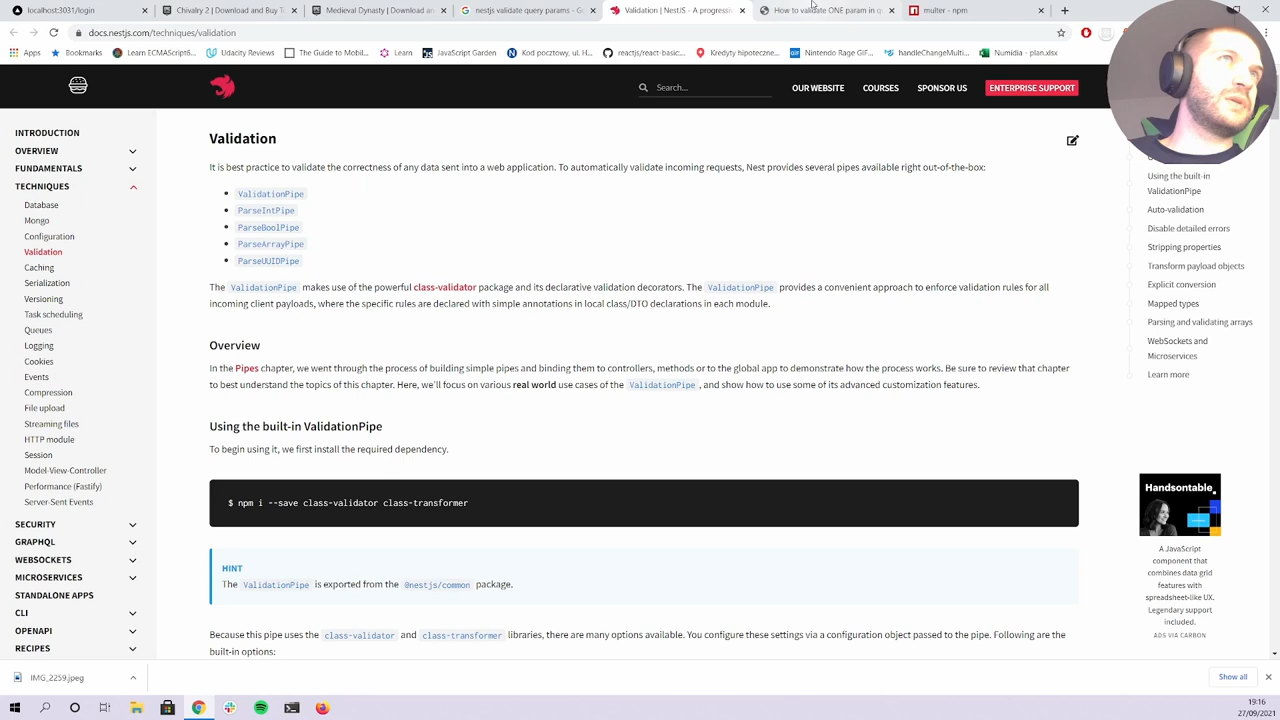 localhost:3031/login
Chivalry 2 | Download and Buy T
Medieval Dynasty | Download an
nestjs validate query params - Go
Validation | NestJS - A progressiv
How to validate ONE param in q
multer - npm
docs.nestjs.com/techniques/validation
Apps
Bookmarks
Learn ECMAScript6...
Udacity Reviews
The Guide to Mobil...
Learn
JavaScript Garden
Kod pocztowy, ul. H...
reactjs/react-basic...
Kredyty hipoteczne...
Nintendo Rage GIF...
handleChangeMulti...
Numidia - plan.xlsx
Search...
OUR WEBSITE
COURSES
SPONSOR US
ENTERPRISE SUPPORT
INTRODUCTION
OVERVIEW
FUNDAMENTALS
TECHNIQUES
Database
Mongo
Configuration
Validation
Caching
Serialization
Versioning
Task scheduling
Queues
Logging
Cookies
Events
Compression
File upload
Streaming files
HTTP module
Session
Model-View-Controller
Performance (Fastify)
Server-Sent Events
SECURITY
GRAPHQL
WEBSOCKETS
MICROSERVICES
STANDALONE APPS
CLI
OPENAPI
RECIPES
Validation
It is best practice to validate the correctness of any data sent into a web application. To automatically validate incoming requests, Nest provides several pipes available right out-of-the-box:
ValidationPipe
ParseIntPipe
ParseBoolPipe
ParseArrayPipe
ParseUUIDPipe
The ValidationPipe makes use of the powerful class-validator package and its declarative validation decorators. The ValidationPipe provides a convenient approach to enforce validation rules for all
incoming client payloads, where the specific rules are declared with simple annotations in local class/DTO declarations in each module.
Overview
In the Pipes chapter, we went through the process of building simple pipes and binding them to controllers, methods or to the global app to demonstrate how the process works. Be sure to review that chapter
to best understand the topics of this chapter. Here, we'll focus on various real world use cases of the ValidationPipe, and show how to use some of its advanced customization features.
Using the built-in ValidationPipe
To begin using it, we first install the required dependency.
$ npm i --save class-validator class-transformer
HINT
The ValidationPipe is exported from the @nestjs/common package.
Because this pipe uses the class-validator and class-transformer libraries, there are many options available. You configure these settings via a configuration object passed to the pipe. Following are the
built-in options:
Using the built-in
ValidationPipe
Auto-validation
Disable detailed errors
Stripping properties
Transform payload objects
Explicit conversion
Mapped types
Parsing and validating arrays
WebSockets and
Microservices
Learn more
Handsontable
A JavaScript
component that
combines data grid
features with
spreadsheet-like UX.
Legendary support
included.
ADS VIA CARBON
IMG_2259.jpeg
Show all
19:16
27/09/2021